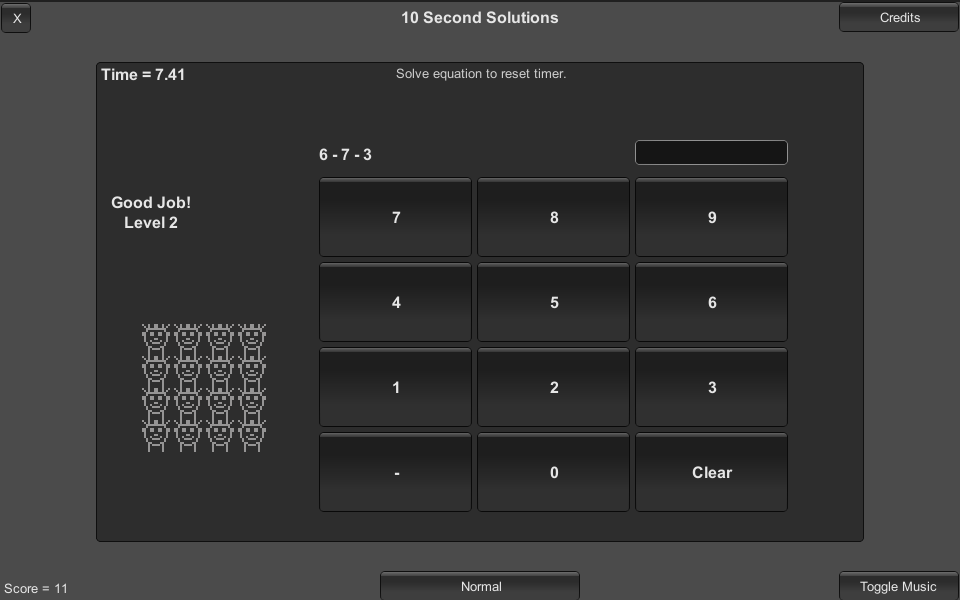 X
10 Second Solutions
Credits
Time = 7.41
Solve equation to reset timer.
6 - 7 - 3
Good Job!
Level 2
7
8
9
4
5
6
1
2
3
-
0
Clear
Score = 11
Normal
Toggle Music